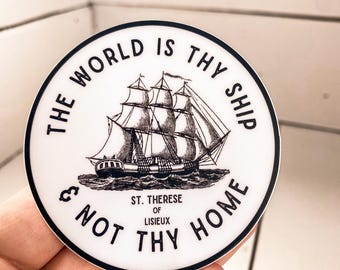 THE WORLD IS THY SHIP
ST. THERESE
OF
LISIEUX
& NOT THY HOME